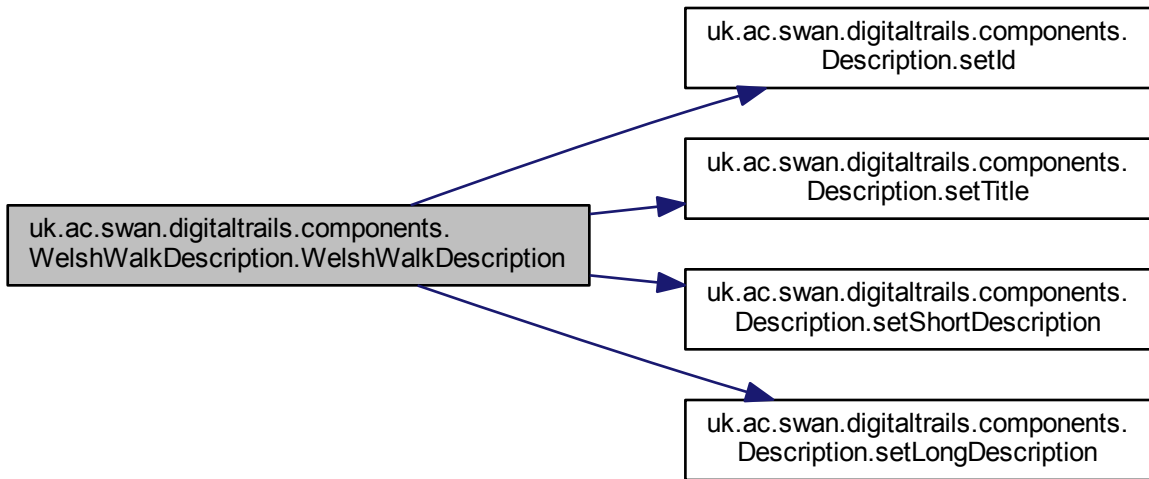 uk.ac.swan.digitaltrails.components.
WelshWalkDescription.WelshWalkDescription
uk.ac.swan.digitaltrails.components.
Description.setId
uk.ac.swan.digitaltrails.components.
Description.setTitle
uk.ac.swan.digitaltrails.components.
Description.setShortDescription
uk.ac.swan.digitaltrails.components.
Description.setLongDescription